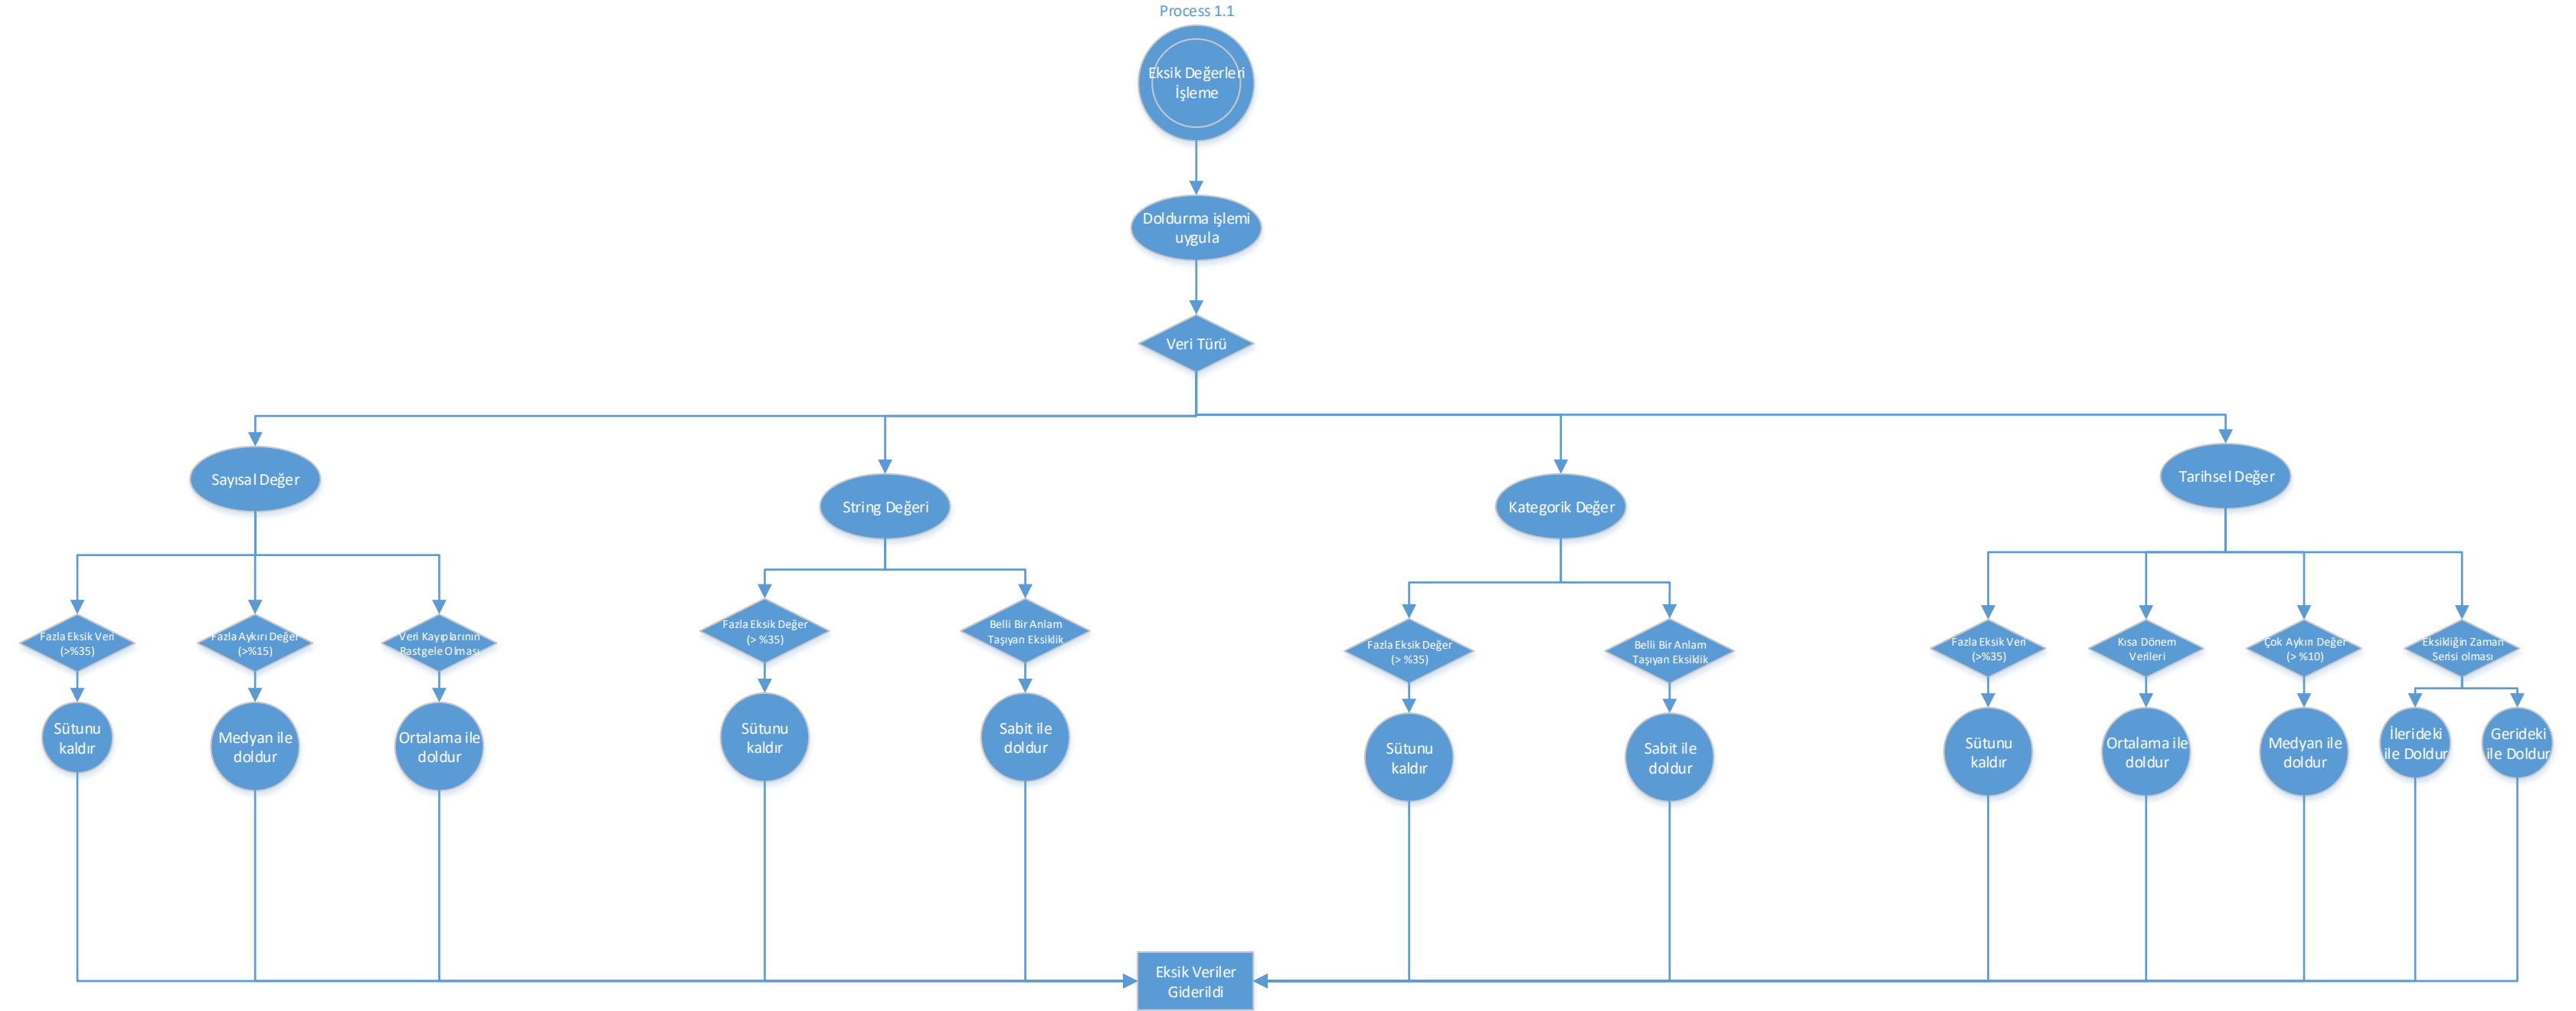 Process 1.1
Eksik Değerleri
İşleme
Doldurma işlemi
uygula
Veri Türü
Sayısal Değer
String Değeri
Kategorik Değer
Tarihsel Değer
Fazla Eksik Veri
(>%35)
Fazla Aykırı Değer
(>%15)
Veri Kayıplarının
Rastgele Olması
Fazla Eksik Değer
(> %35)
Belli Bir Anlam
Taşıyan Eksiklik
Fazla Eksik Değer
(> %35)
Belli Bir Anlam
Taşıyan Eksiklik
Fazla Eksik Veri
(>%35)
Kısa Dönem
Verileri
Çok Aykırı Değer
(> %10)
Eksikliğin Zaman
Serisi olması
Sütunu
kaldır
Medyan ile
doldur
Ortalama ile
doldur
Sütunu
kaldır
Sabit ile
doldur
Sütunu
kaldır
Sabit ile
doldur
Sütunu
kaldır
Ortalama ile
doldur
Medyan ile
doldur
İlerideki
ile Doldur
Gerideki
ile Doldur
Eksik Veriler
Giderildi